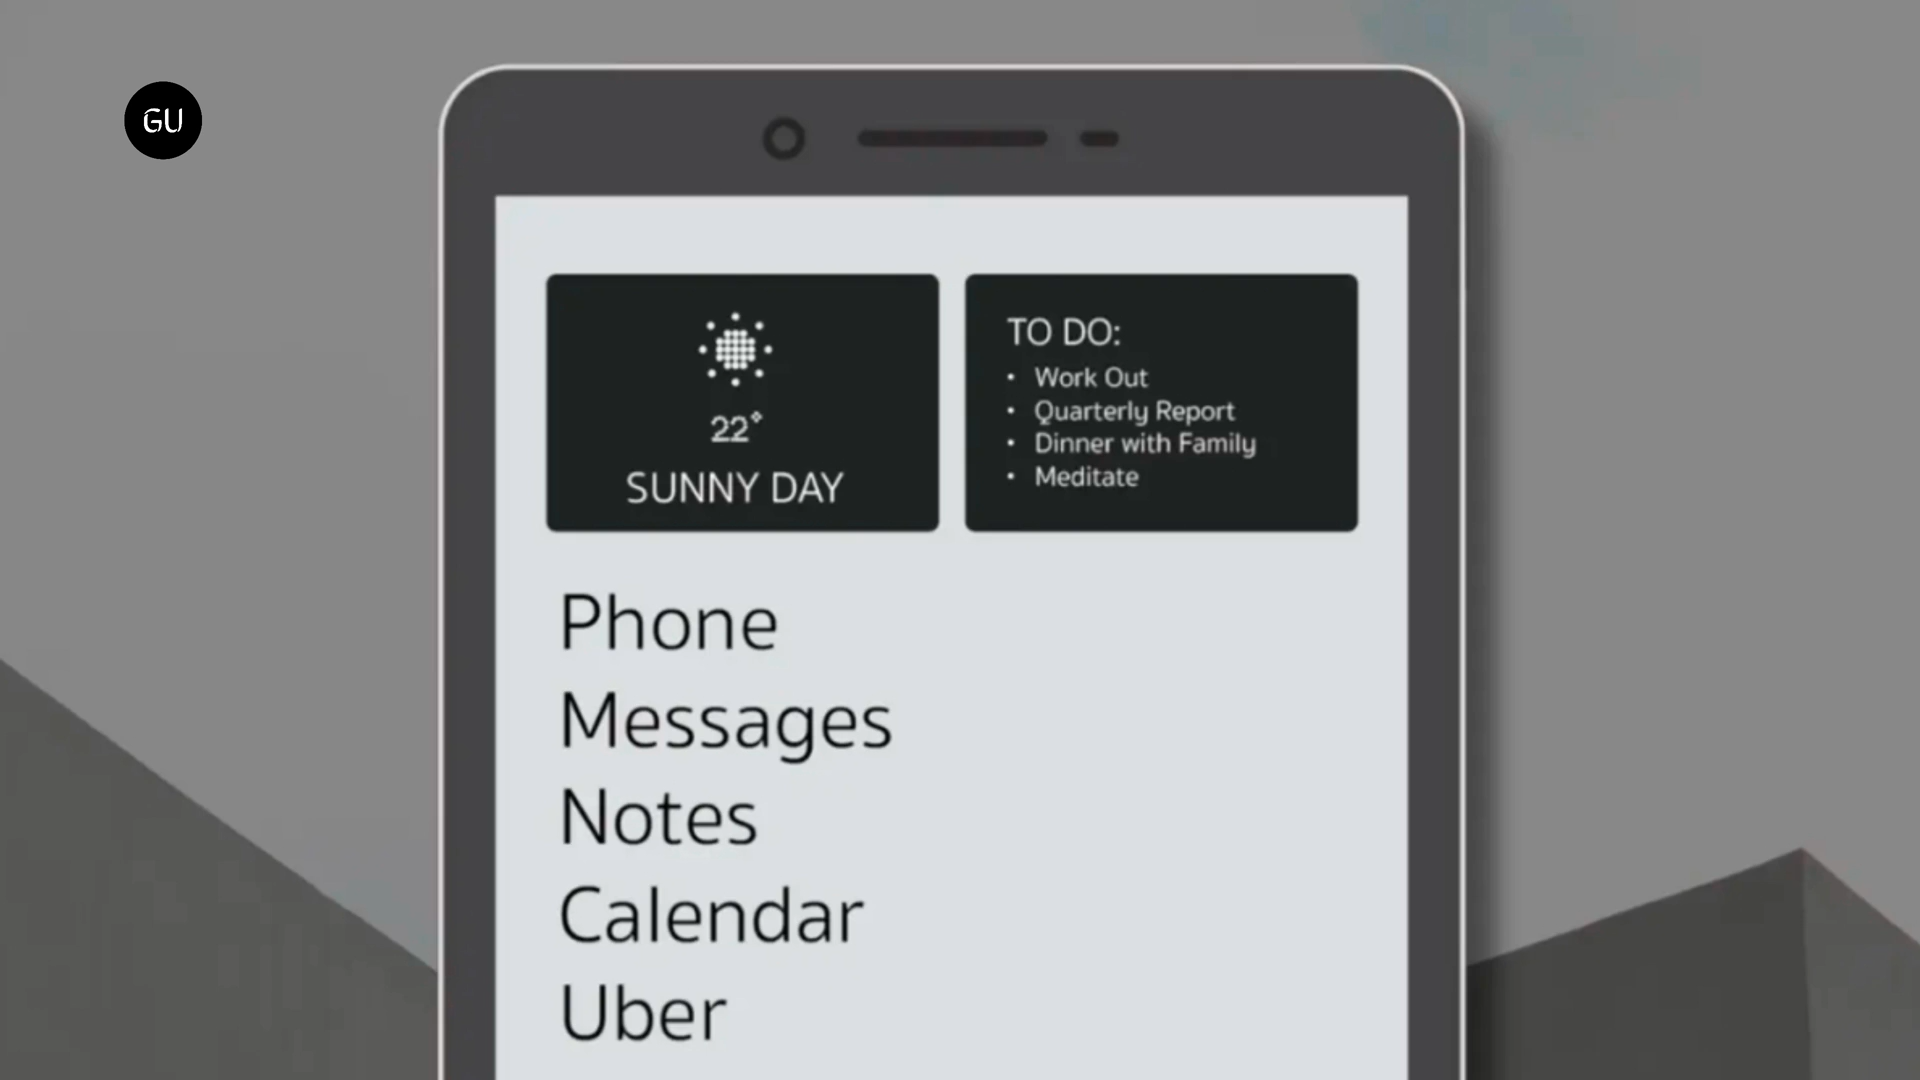 GU
22°
SUNNY DAY
TO DO:
• Work Out
• Quarterly Report
• Dinner with Family
• Meditate
Phone
Messages
Notes
Calendar
Uber